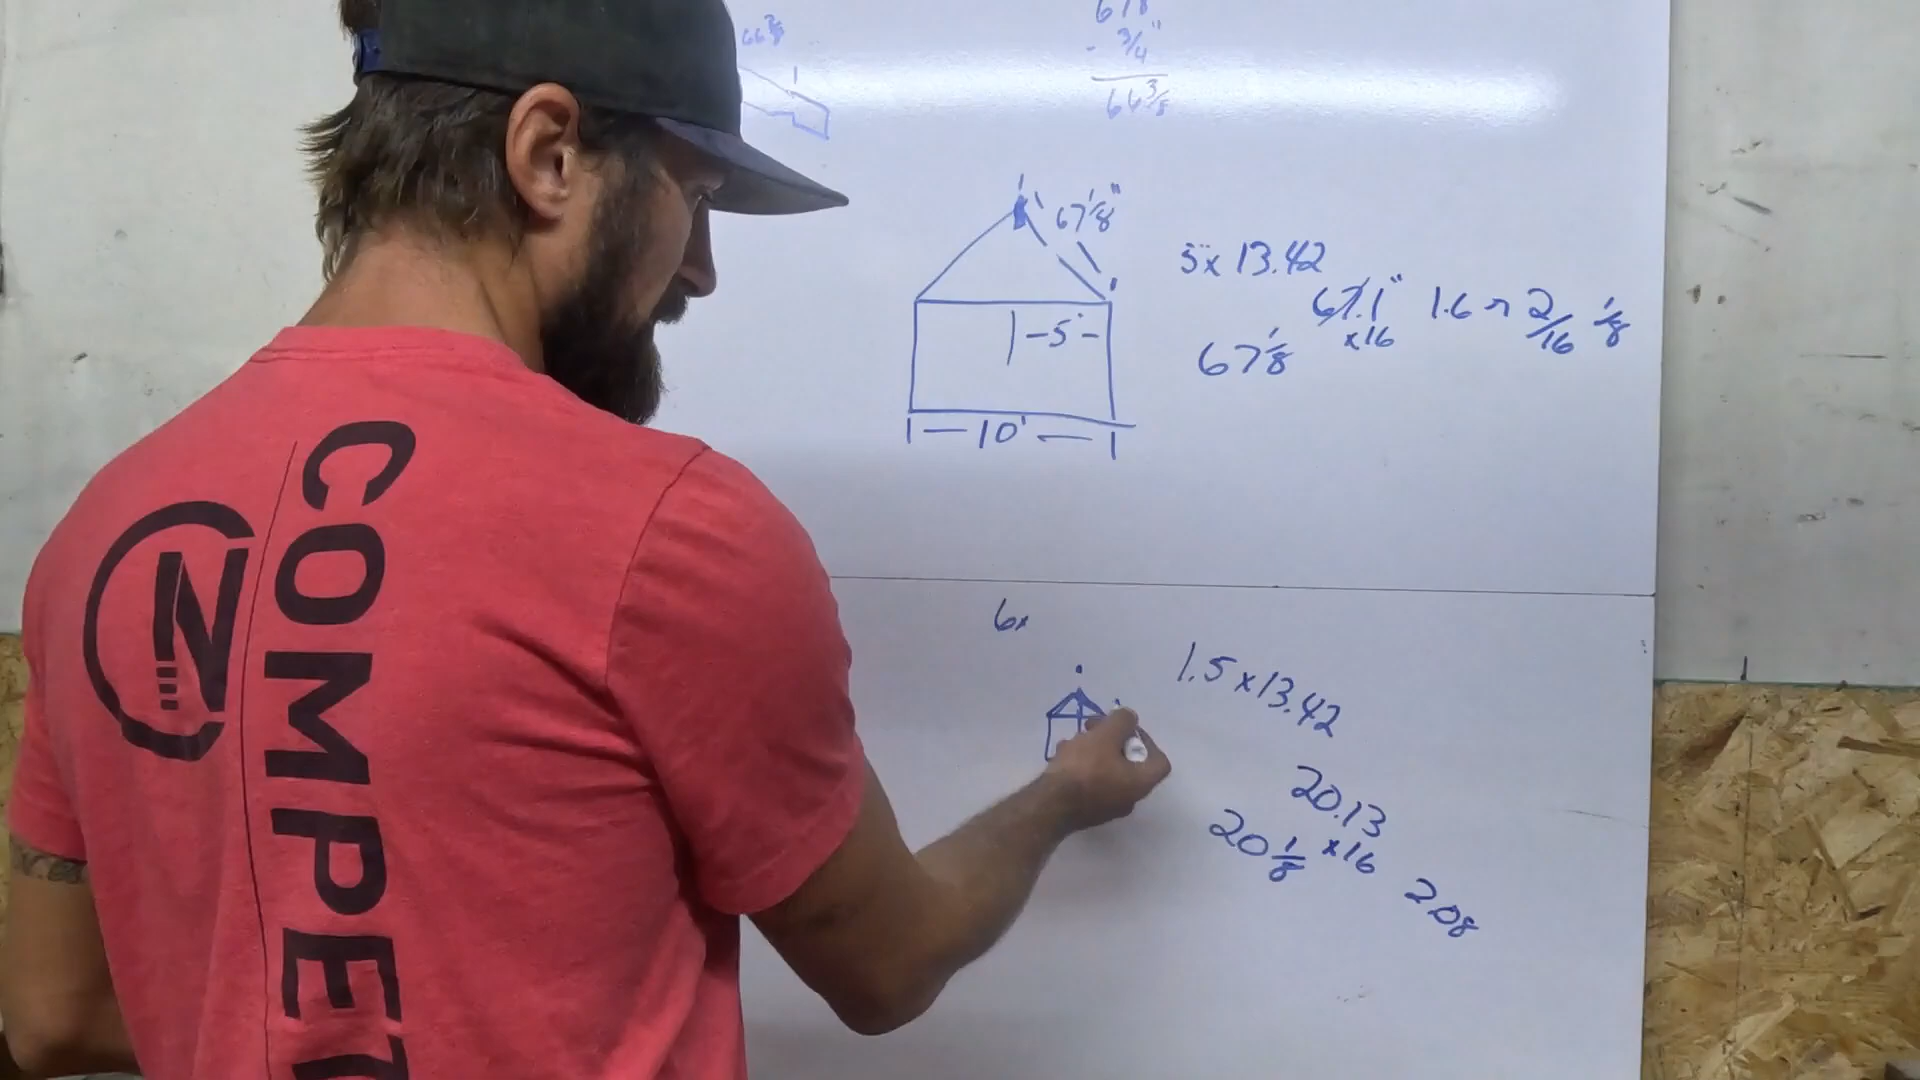 66 3/8
67 1/8
- 3/4"
66 3/8
67 1/8"
5' x 13.42
67.1" 1.6 → 2/16 1/8
x16
67 1/8
-5'-
10'
6x
1.5 x 13.42
20.13
20 1/8 x16
2.08
COMPET
Z